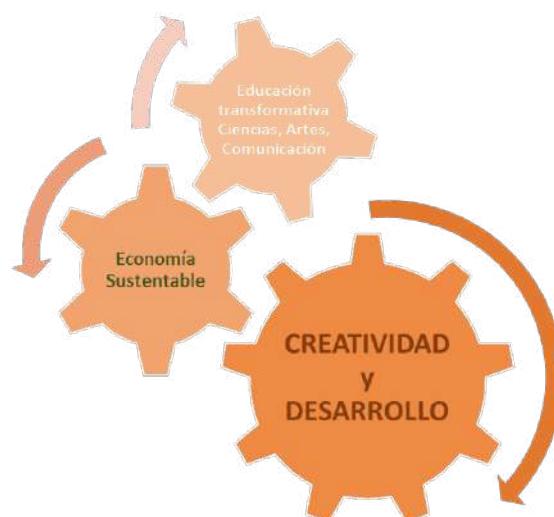 Educación
transformativa
Ciencias, Artes,
Comunicación
Economía
Sustentable
CREATIVIDAD
y
DESARROLLO